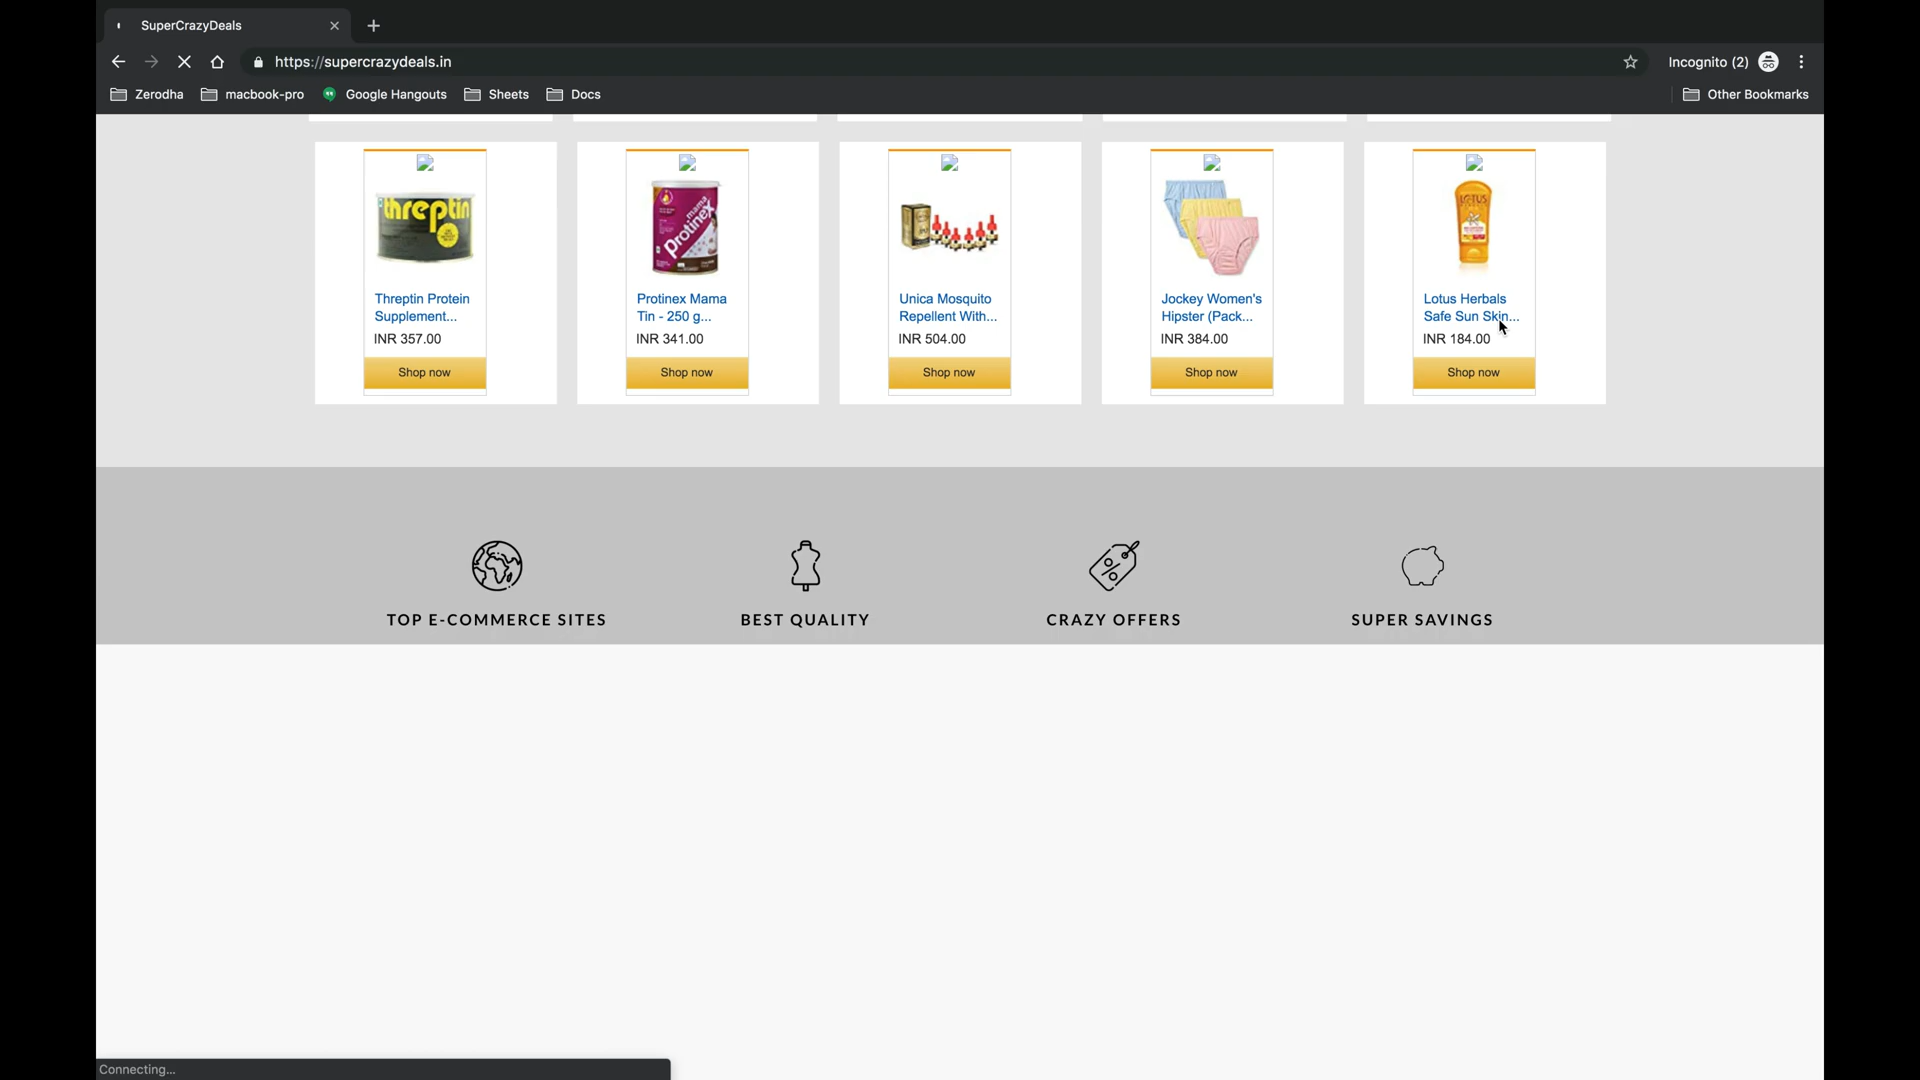 SuperCrazyDeals
https://supercrazydeals.in
Incognito (2)
Zerodha
macbook-pro
Google Hangouts
Sheets
Docs
Other Bookmarks
threptin
mama
Protinex
LOTUS
Threptin Protein
Supplement...
INR 357.00
Shop now
Protinex Mama
Tin - 250 g...
INR 341.00
Shop now
Unica Mosquito
Repellent With...
INR 504.00
Shop now
Jockey Women's
Hipster (Pack...
INR 384.00
Shop now
Lotus Herbals
Safe Sun Skin...
INR 184.00
Shop now
TOP E-COMMERCE SITES
BEST QUALITY
CRAZY OFFERS
SUPER SAVINGS
Connecting...